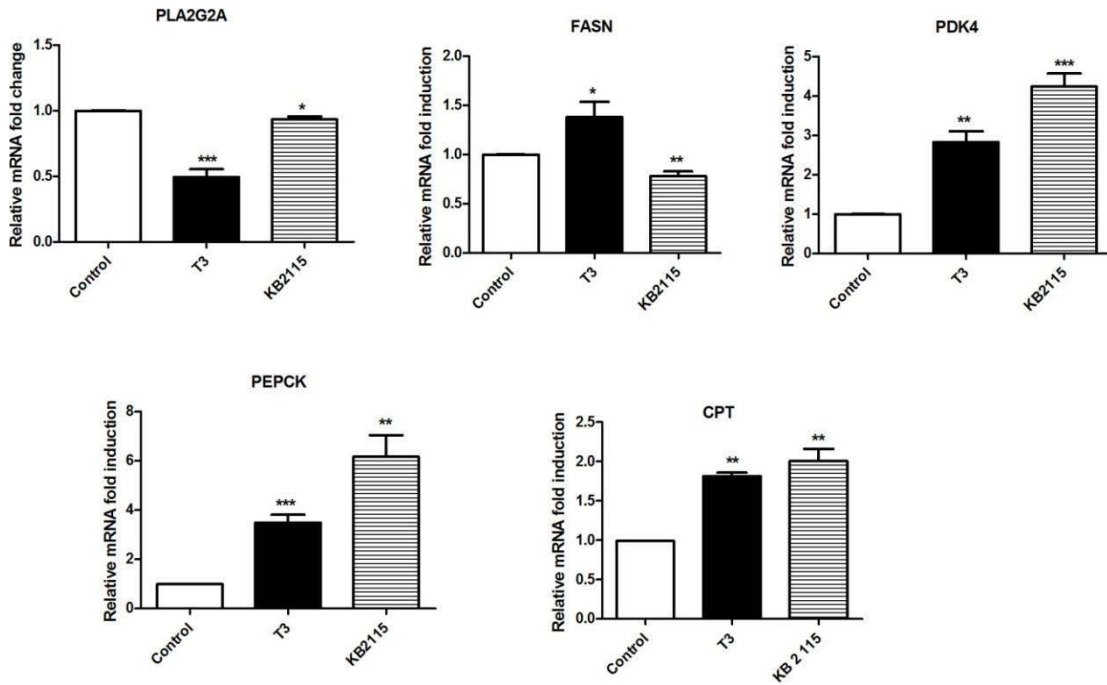 PLA2G2A
Relative mRNA fold change
1.5
1.0
0.5
0.0
***
*
Control
T3
KB2115
FASN
Relative mRNA fold induction
2.0
1.5
1.0
0.5
0.0
*
**
Control
T3
KB2115
PDK4
Relative mRNA fold induction
5
4
3
2
1
0
**
***
Control
T3
KB2115
PEPCK
Relative mRNA fold induction
8
6
4
2
0
***
**
Control
T3
KB2115
CPT
Relative mRNA fold induction
2.5
2.0
1.5
1.0
0.5
0.0
**
**
Control
T3
KB 2 115